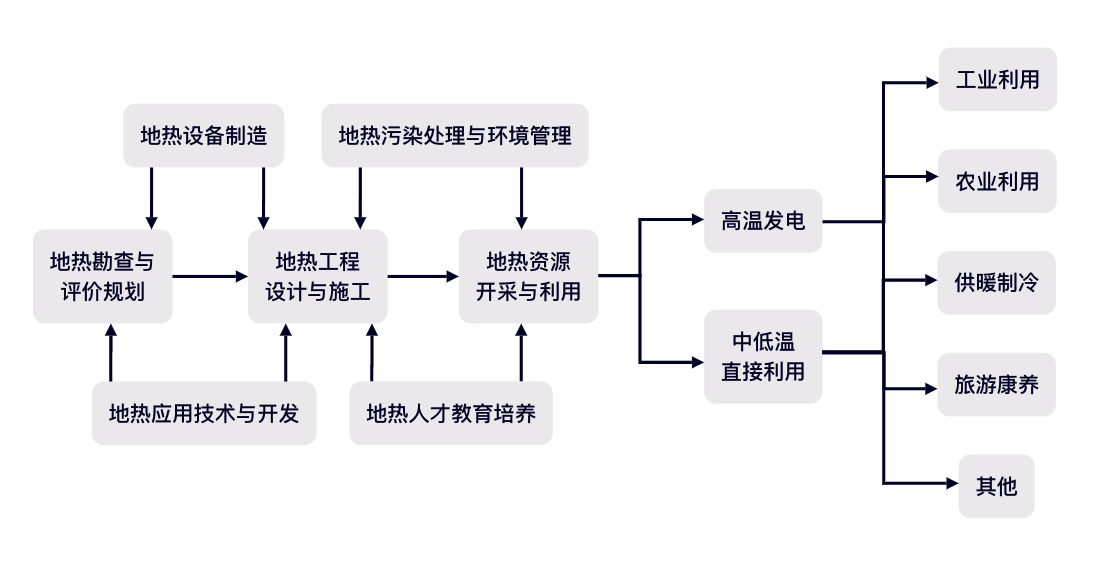 地热设备制造
地热污染处理与环境管理
地热勘查与
评价规划
地热工程
设计与施工
地热资源
开采与利用
地热应用技术与开发
地热人才教育培养
高温发电
中低温
直接利用
工业利用
农业利用
供暖制冷
旅游康养
其他